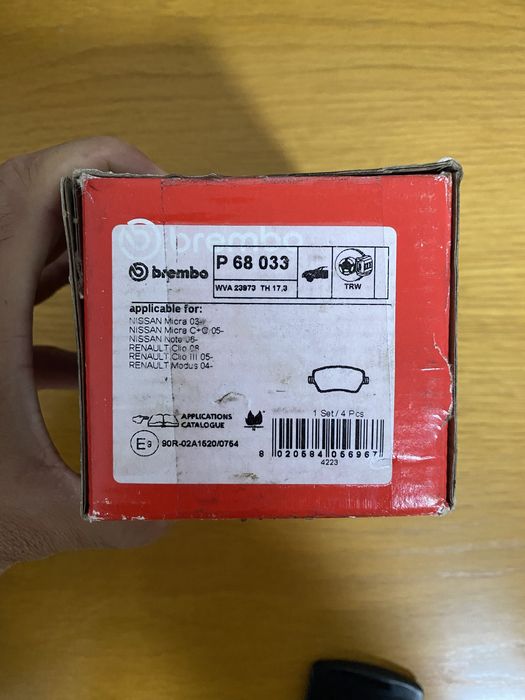 brembo
brembo
P 68 033
WVA 23973 TH 17,3
TRW
applicable for:
NISSAN Micra 03-
NISSAN Micra C+C 05-
NISSAN Note 06-
RENAULT Clio 08
RENAULT Clio III 05-
RENAULT Modus 04-
APPLICATIONS
CATALOGUE
1 Set / 4 Pcs
E9
90R-02A1520/0754
8 020584 056967
4223